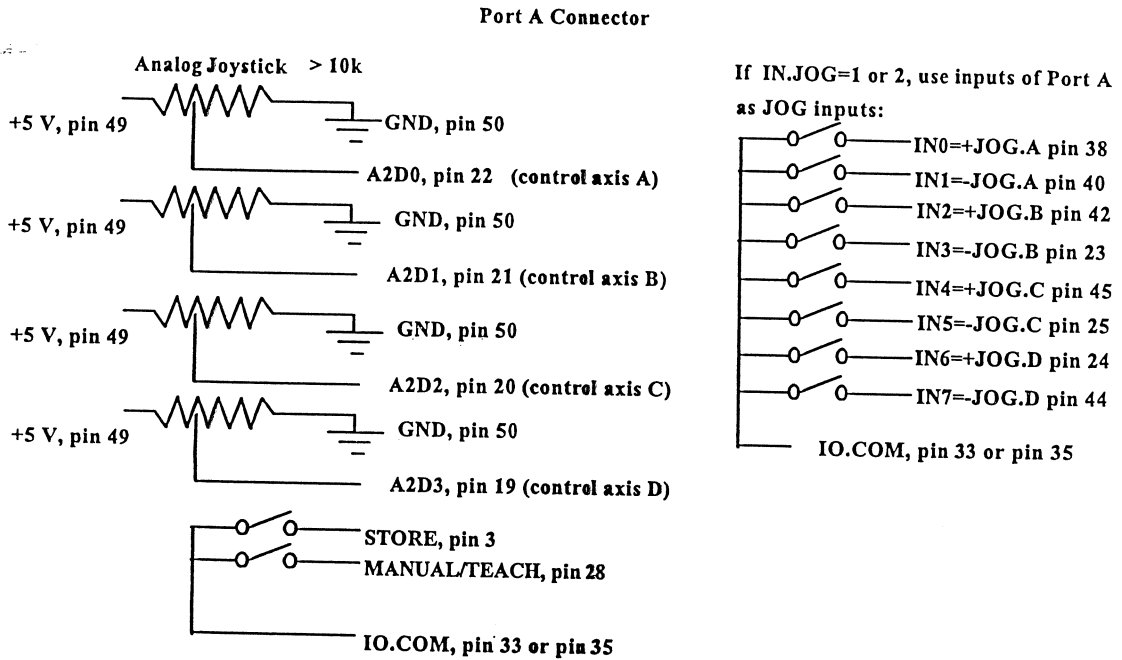 Port A Connector
Analog Joystick > 10k
+5 V, pin 49
GND, pin 50
A2D0, pin 22 (control axis A)
+5 V, pin 49
GND, pin 50
A2D1, pin 21 (control axis B)
+5 V, pin 49
GND, pin 50
A2D2, pin 20 (control axis C)
+5 V, pin 49
GND, pin 50
A2D3, pin 19 (control axis D)
STORE, pin 3
MANUAL/TEACH, pin 28
IO.COM, pin 33 or pin 35
If IN.JOG=1 or 2, use inputs of Port A
as JOG inputs:
IN0=+JOG.A pin 38
IN1=-JOG.A pin 40
IN2=+JOG.B pin 42
IN3=-JOG.B pin 23
IN4=+JOG.C pin 45
IN5=-JOG.C pin 25
IN6=+JOG.D pin 24
IN7=-JOG.D pin 44
IO.COM, pin 33 or pin 35